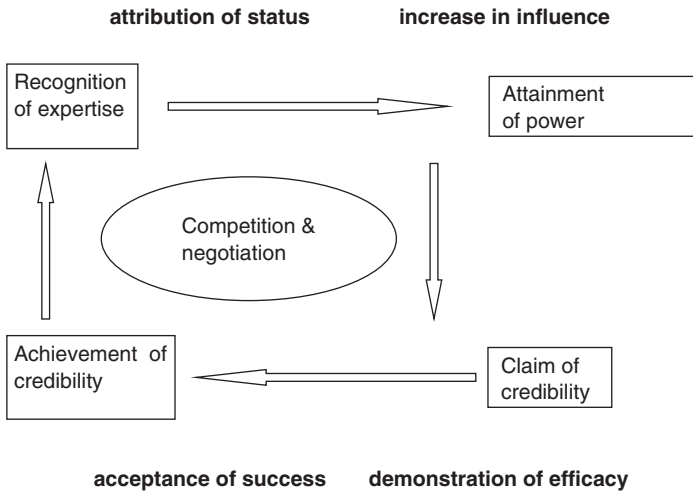 attribution of status
increase in influence
Recognition
of expertise
Attainment
of power
Competition &
negotiation
Achievement of
credibility
Claim of
credibility
acceptance of success
demonstration of efficacy